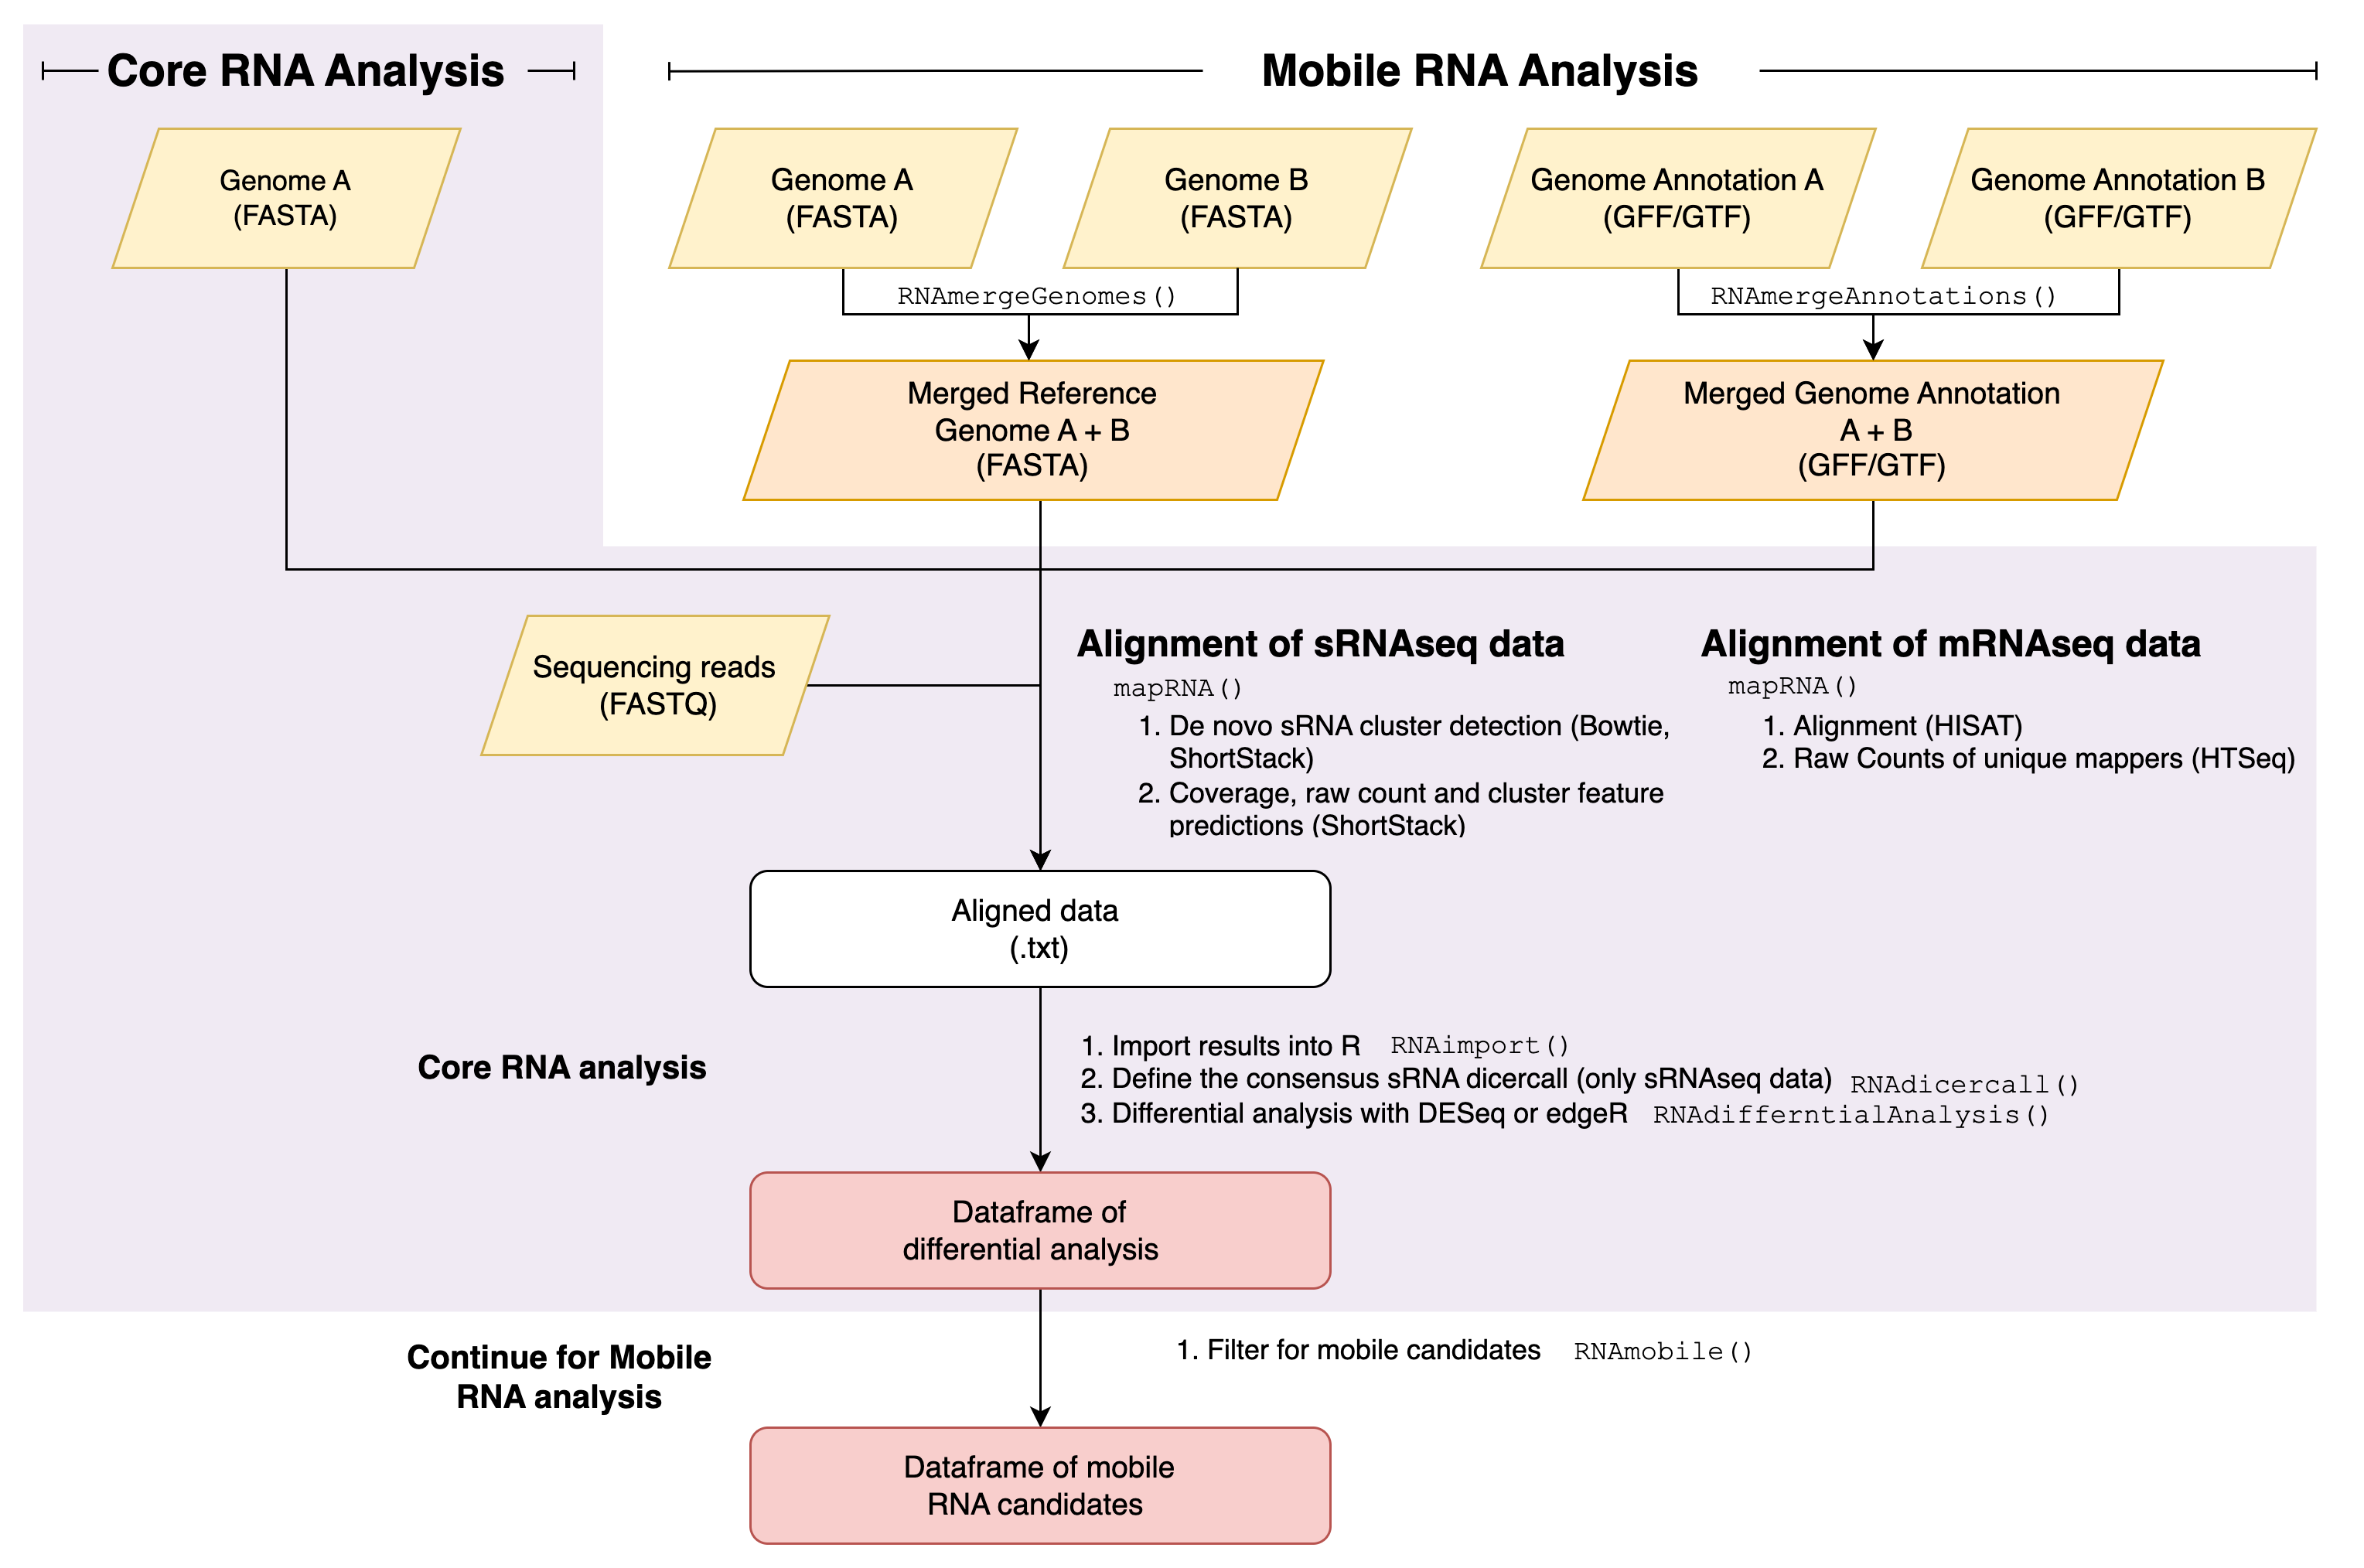 Core RNA Analysis
Mobile RNA Analysis
Genome A
(FASTA)
Genome A
(FASTA)
Genome B
(FASTA)
Genome Annotation A
(GFF/GTF)
Genome Annotation B
(GFF/GTF)
RNAmergeGenomes()
RNAmergeAnnotations()
Merged Reference
Genome A + B
(FASTA)
Merged Genome Annotation
A + B
(GFF/GTF)
Sequencing reads
(FASTQ)
Alignment of sRNAseq data
mapRNA()
1. De novo sRNA cluster detection (Bowtie,
ShortStack)
2. Coverage, raw count and cluster feature
predictions (ShortStack)
Alignment of mRNAseq data
mapRNA()
1. Alignment (HISAT)
2. Raw Counts of unique mappers (HTSeq)
Aligned data
(.txt)
Core RNA analysis
1. Import results into R RNAimport()
2. Define the consensus sRNA dicercall (only sRNAseq data) RNAdicercall()
3. Differential analysis with DESeq or edgeR RNAdifferntialAnalysis()
Dataframe of
differential analysis
Continue for Mobile
RNA analysis
1. Filter for mobile candidates RNAmobile()
Dataframe of mobile
RNA candidates